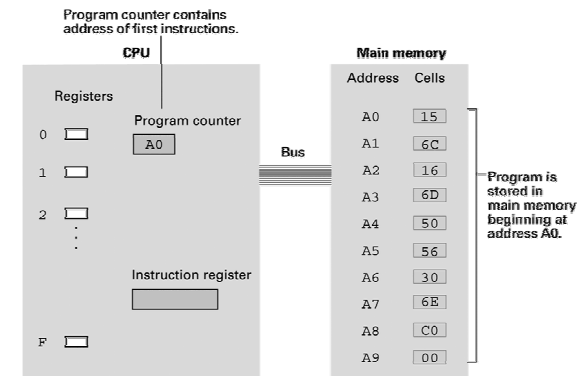 Program counter contains
address of first instructions.
CPU
Main memory
Registers
Program counter
A0
0
1
2
F
Instruction register
Bus
Address Cells
A0 15
A1 6C
A2 16
A3 6D
A4 50
A5 56
A6 30
A7 6E
A8 C0
A9 00
Program is
stored in
main memory
beginning at
address A0.